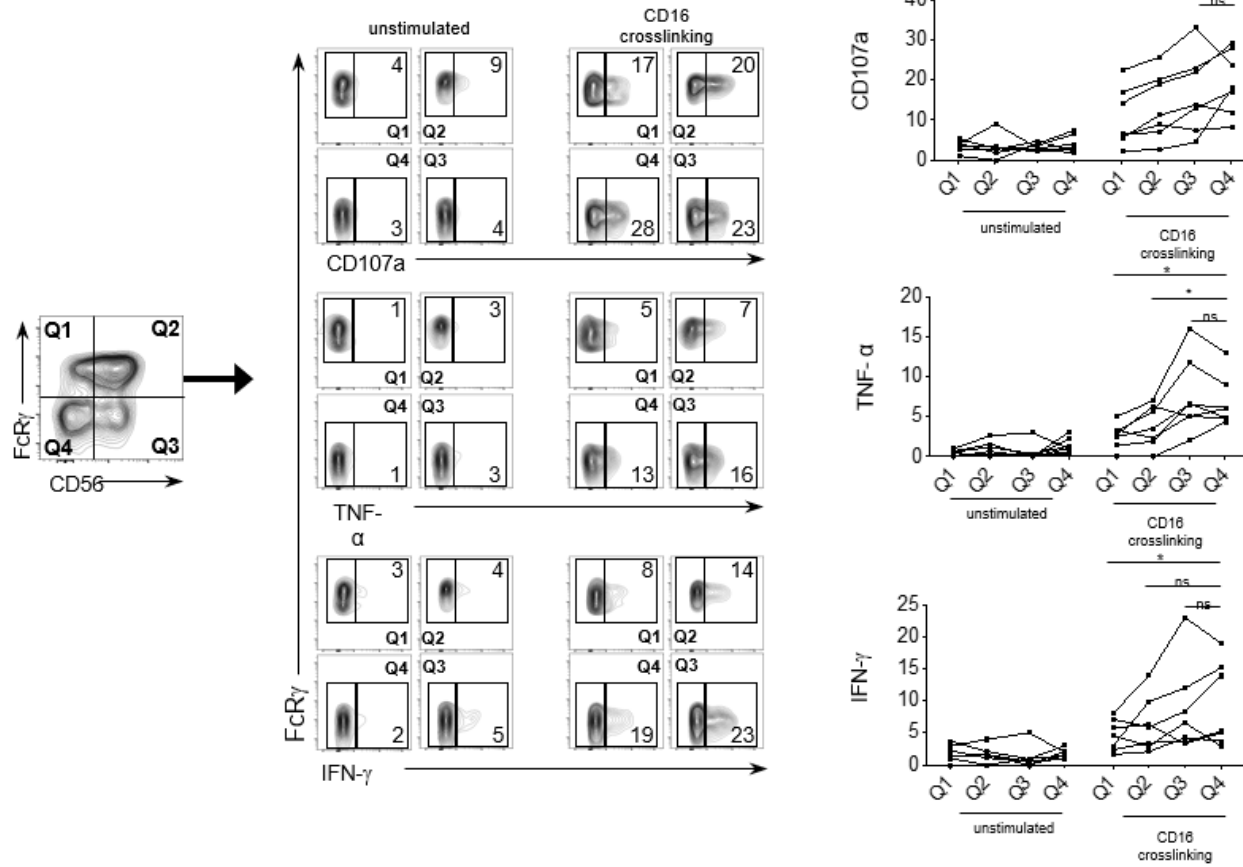 unstimulated
CD16
crosslinking
4
9
17
20
Q1
Q2
Q1
Q2
Q4
Q3
Q4
Q3
3
4
28
23
CD107a
1
3
5
7
Q1
Q2
Q1
Q2
Q4
Q3
Q4
Q3
1
3
13
16
TNF-
α
3
4
8
14
Q1
Q2
Q1
Q2
Q4
Q3
Q4
Q3
2
5
19
23
IFN-γ
FcRγ
Q1
Q2
Q4
Q3
FcRγ
CD56
ns
40
30
20
10
0
CD107a
Q1
Q2
Q3
Q4
Q1
Q2
Q3
Q4
unstimulated
CD16
crosslinking
*
*
ns
20
15
10
5
0
TNF- α
Q1
Q2
Q3
Q4
Q1
Q2
Q3
Q4
unstimulated
CD16
crosslinking
*
ns
ns
25
20
15
10
5
0
IFN-γ
Q1
Q2
Q3
Q4
Q1
Q2
Q3
Q4
unstimulated
CD16
crosslinking